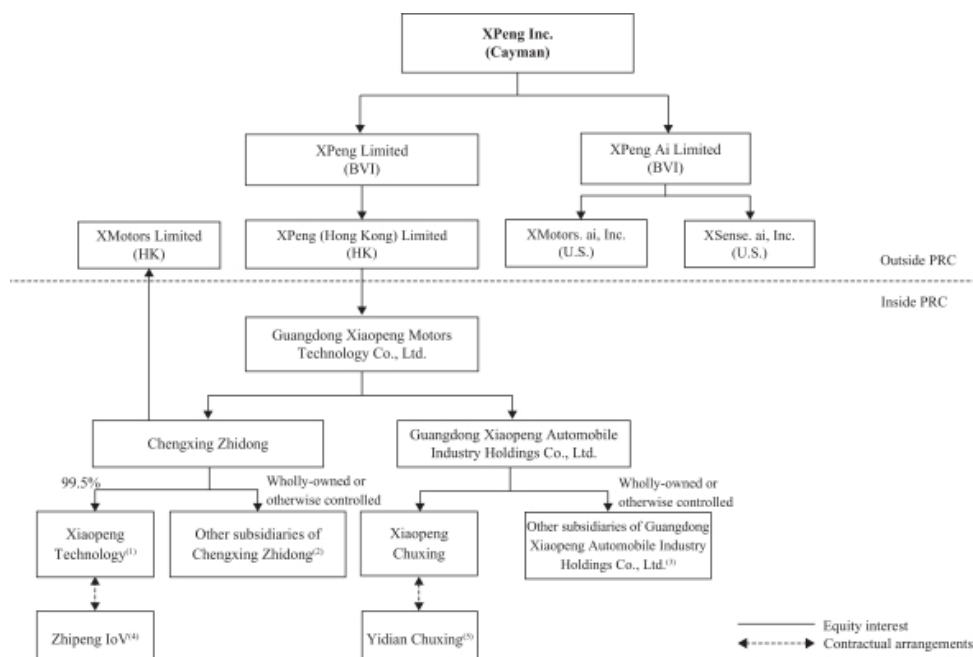 XPeng Inc.
(Cayman)
XPeng Limited
(BVI)
XPeng Ai Limited
(BVI)
XMotors Limited
(HK)
XPeng (Hong Kong) Limited
(HK)
XMotors. ai, Inc.
(U.S.)
XSense. ai, Inc.
(U.S.)
Outside PRC
Inside PRC
Guangdong Xiaopeng Motors
Technology Co., Ltd.
Chengxing Zhidong
Guangdong Xiaopeng Automobile
Industry Holdings Co., Ltd.
99.5%
Wholly-owned or
otherwise controlled
Wholly-owned or
otherwise controlled
Xiaopeng
Technology(1)
Other subsidiaries of
Chengxing Zhidong(2)
Xiaopeng
Chuxing
Other subsidiaries of Guangdong
Xiaopeng Automobile Industry
Holdings Co., Ltd.(3)
Zhipeng IoV(4)
Yidian Chuxing(5)
Equity interest
Contractual arrangements